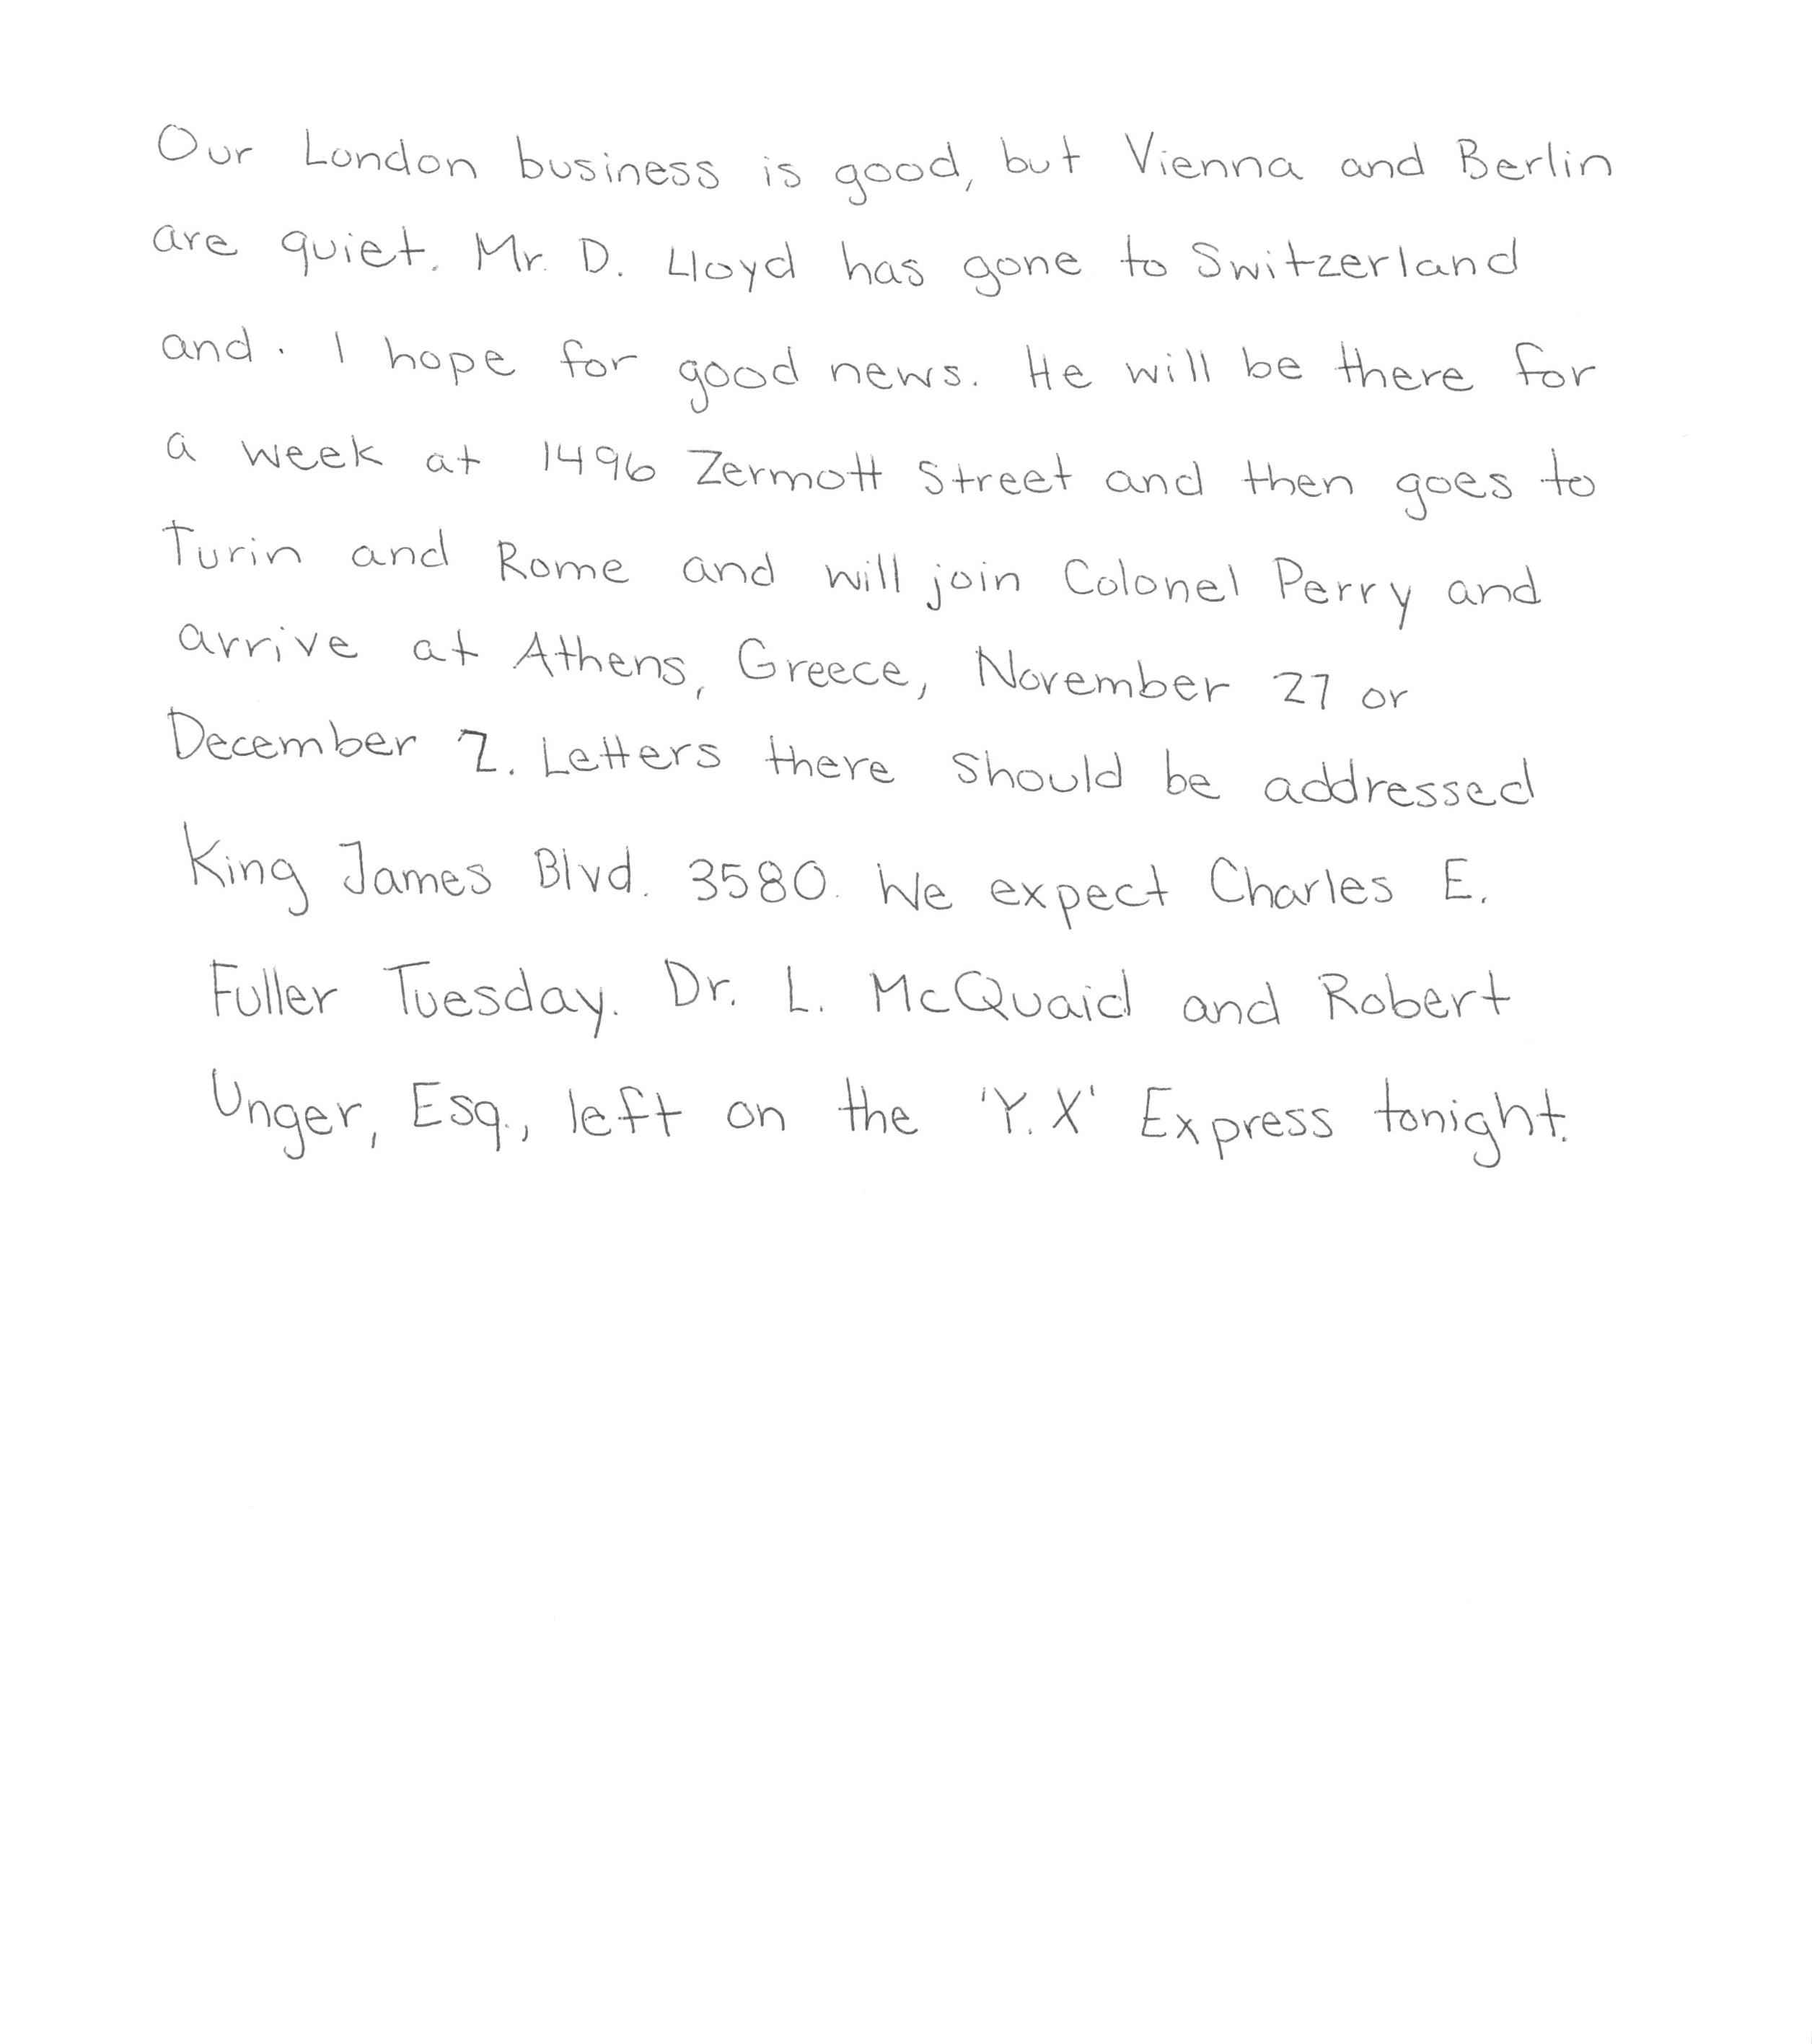 Our London business is good, but Vienna and Berlin
are quiet. Mr. D. Lloyd has gone to Switzerland
and. I hope for good news. He will be there for
a week at 1496 Zermott Street and then goes to
Turin and Rome and will join Colonel Perry and
arrive at Athens, Greece, November 27 or
December 2. Letters there should be addressed
King James Blvd. 3580. We expect Charles E.
Fuller Tuesday. Dr. L. McQuaid and Robert
Unger, Esq., left on the 'Y.X' Express tonight.